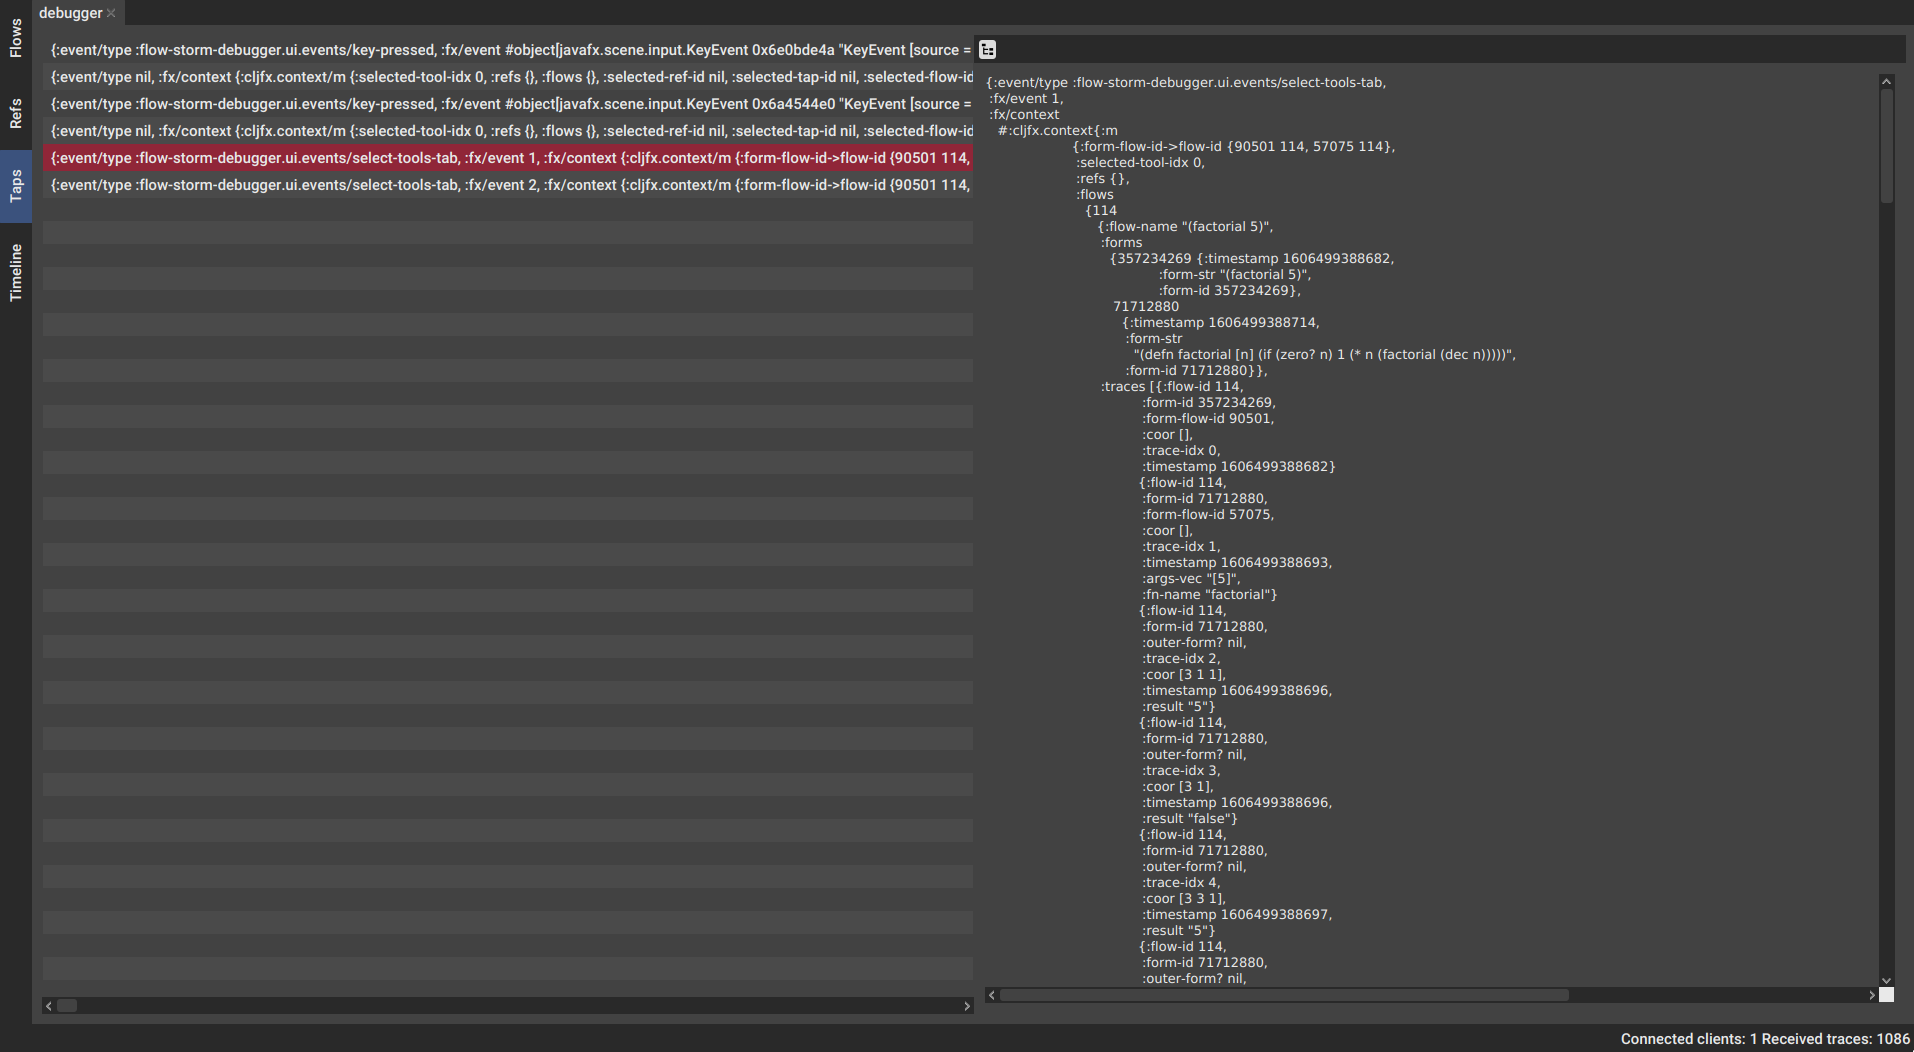 debugger
Flows
Refs
Taps
Timeline
{:event/type :flow-storm-debugger.ui.events/key-pressed, :fx/event #object[javafx.scene.input.KeyEvent 0x6e0bde4a "KeyEvent [source =
{:event/type nil, :fx/context {:cljfx.context/m {:selected-tool-idx 0, :refs {}, :flows {}, :selected-ref-id nil, :selected-tap-id nil, :selected-flow-id
{:event/type :flow-storm-debugger.ui.events/key-pressed, :fx/event #object[javafx.scene.input.KeyEvent 0x6a4544e0 "KeyEvent [source =
{:event/type nil, :fx/context {:cljfx.context/m {:selected-tool-idx 0, :refs {}, :flows {}, :selected-ref-id nil, :selected-tap-id nil, :selected-flow-id
{:event/type :flow-storm-debugger.ui.events/select-tools-tab, :fx/event 1, :fx/context {:cljfx.context/m {:form-flow-id->flow-id {90501 114,
{:event/type :flow-storm-debugger.ui.events/select-tools-tab, :fx/event 2, :fx/context {:cljfx.context/m {:form-flow-id->flow-id {90501 114,
{:event/type :flow-storm-debugger.ui.events/select-tools-tab,
:fx/event 1,
:fx/context
#:cljfx.context{:m
{:form-flow-id->flow-id {90501 114, 57075 114},
:selected-tool-idx 0,
:refs {},
:flows
{114
{:flow-name "(factorial 5)",
:forms
{357234269 {:timestamp 1606499388682,
:form-str "(factorial 5)",
:form-id 357234269},
71712880
{:timestamp 1606499388714,
:form-str
"(defn factorial [n] (if (zero? n) 1 (* n (factorial (dec n)))))",
:form-id 71712880}},
:traces [{:flow-id 114,
:form-id 357234269,
:form-flow-id 90501,
:coor [],
:trace-idx 0,
:timestamp 1606499388682}
{:flow-id 114,
:form-id 71712880,
:form-flow-id 57075,
:coor [],
:trace-idx 1,
:timestamp 1606499388693,
:args-vec "[5]",
:fn-name "factorial"}
{:flow-id 114,
:form-id 71712880,
:outer-form? nil,
:trace-idx 2,
:coor [3 1 1],
:timestamp 1606499388696,
:result "5"}
{:flow-id 114,
:form-id 71712880,
:outer-form? nil,
:trace-idx 3,
:coor [3 1],
:timestamp 1606499388696,
:result "false"}
{:flow-id 114,
:form-id 71712880,
:outer-form? nil,
:trace-idx 4,
:coor [3 3 1],
:timestamp 1606499388697,
:result "5"}
{:flow-id 114,
:form-id 71712880,
:outer-form? nil,
Connected clients: 1 Received traces: 1086